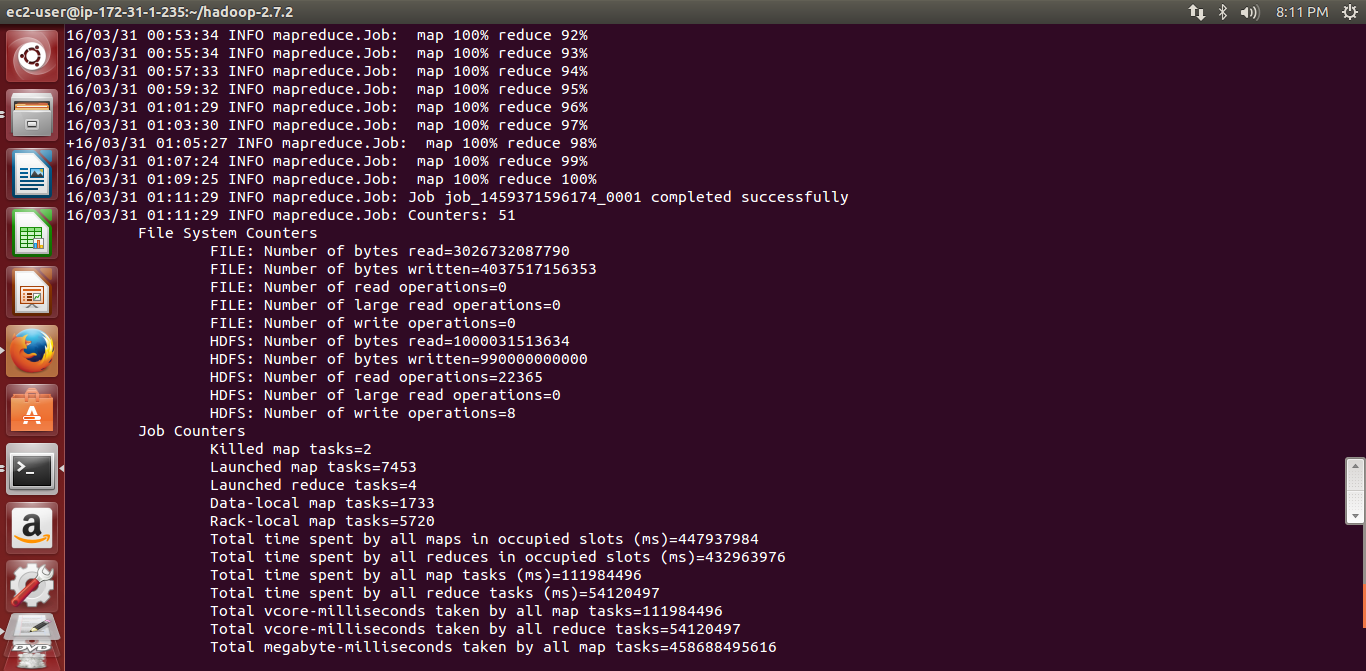 ec2-user@ip-172-31-1-235:~/hadoop-2.7.2 8:11 PM
16/03/31 00:53:34 INFO mapreduce.Job:  map 100% reduce 92%
16/03/31 00:55:34 INFO mapreduce.Job:  map 100% reduce 93%
16/03/31 00:57:33 INFO mapreduce.Job:  map 100% reduce 94%
16/03/31 00:59:32 INFO mapreduce.Job:  map 100% reduce 95%
16/03/31 01:01:29 INFO mapreduce.Job:  map 100% reduce 96%
16/03/31 01:03:30 INFO mapreduce.Job:  map 100% reduce 97%
+16/03/31 01:05:27 INFO mapreduce.Job:  map 100% reduce 98%
16/03/31 01:07:24 INFO mapreduce.Job:  map 100% reduce 99%
16/03/31 01:09:25 INFO mapreduce.Job:  map 100% reduce 100%
16/03/31 01:11:29 INFO mapreduce.Job: Job job_1459371596174_0001 completed successfully
16/03/31 01:11:29 INFO mapreduce.Job: Counters: 51
File System Counters
FILE: Number of bytes read=3026732087790
FILE: Number of bytes written=4037517156353
FILE: Number of read operations=0
FILE: Number of large read operations=0
FILE: Number of write operations=0
HDFS: Number of bytes read=1000031513634
HDFS: Number of bytes written=990000000000
HDFS: Number of read operations=22365
HDFS: Number of large read operations=0
HDFS: Number of write operations=8
Job Counters
Killed map tasks=2
Launched map tasks=7453
Launched reduce tasks=4
Data-local map tasks=1733
Rack-local map tasks=5720
Total time spent by all maps in occupied slots (ms)=447937984
Total time spent by all reduces in occupied slots (ms)=432963976
Total time spent by all map tasks (ms)=111984496
Total time spent by all reduce tasks (ms)=54120497
Total vcore-milliseconds taken by all map tasks=111984496
Total vcore-milliseconds taken by all reduce tasks=54120497
Total megabyte-milliseconds taken by all map tasks=458688495616